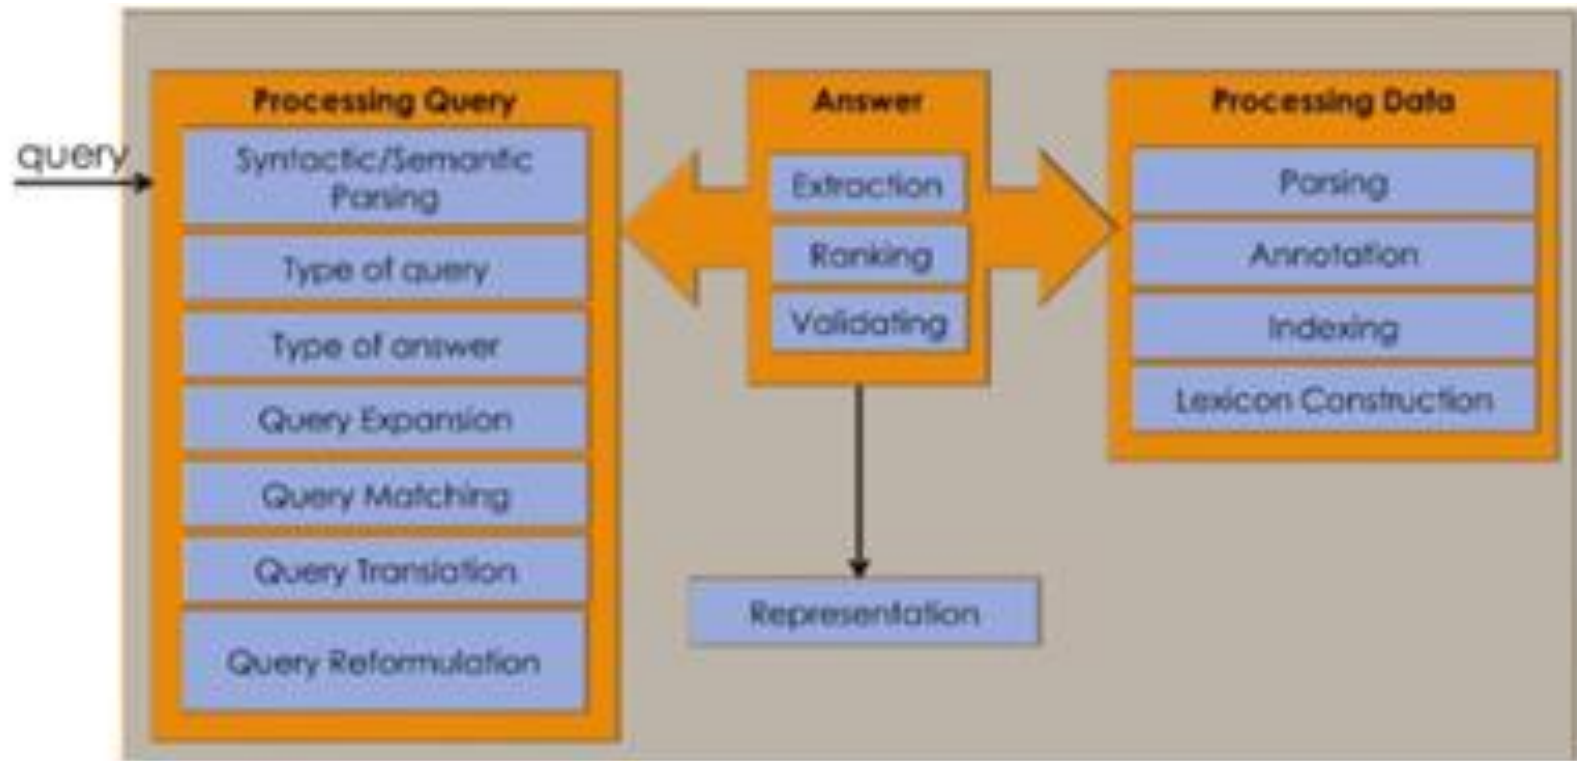 query
Processing Query
Syntactic/Semantic
Parsing
Type of query
Type of answer
Query Expansion
Query Matching
Query Translation
Query Reformulation
Answer
Extraction
Ranking
Validating
Representation
Processing Data
Parsing
Annotation
Indexing
Lexicon Construction